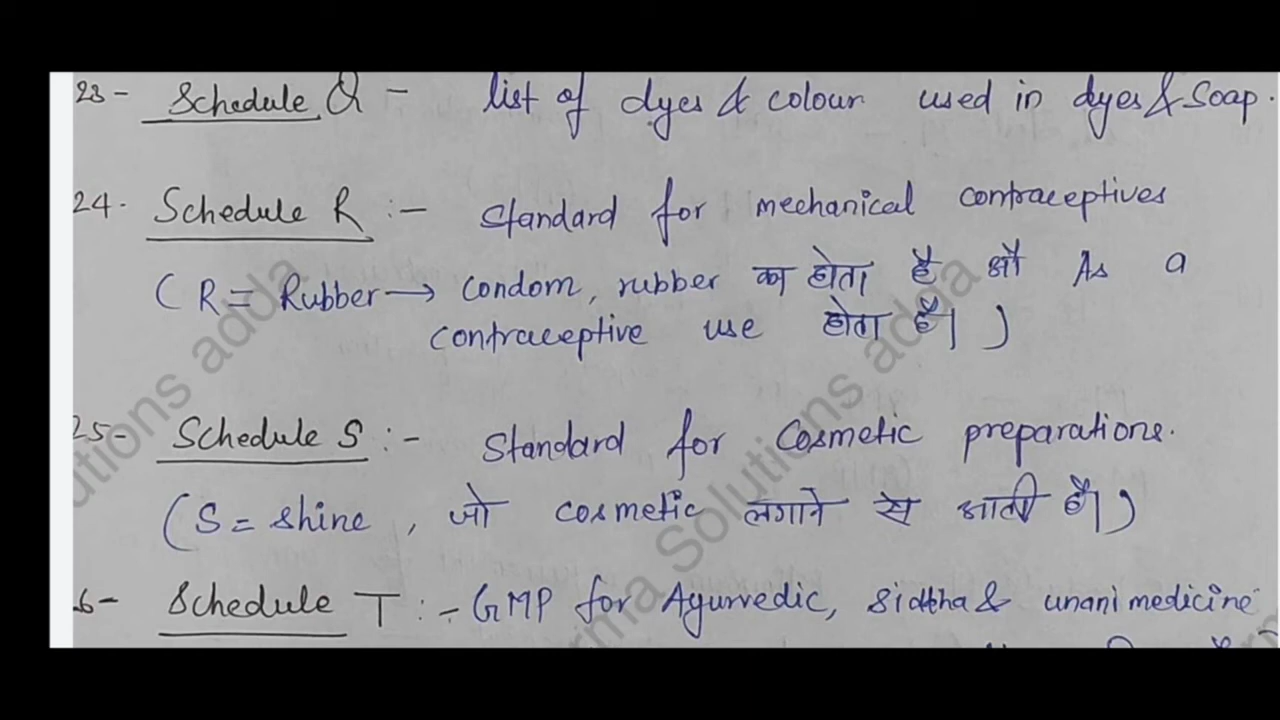 23- Schedule Q - list of dyes & colour used in dyes & Soap.
24. Schedule R :- Standard for mechanical contraceptives
( R = Rubber → condom, rubber का होता है औ As a
contraceptive use होता है। )
25- Schedule S :- Standard for Cosmetic preparations.
( S = shine , जो cosmetic लगाने से आती है। )
6- Schedule T :- GMP for Ayurvedic, Siddha & unani medicine